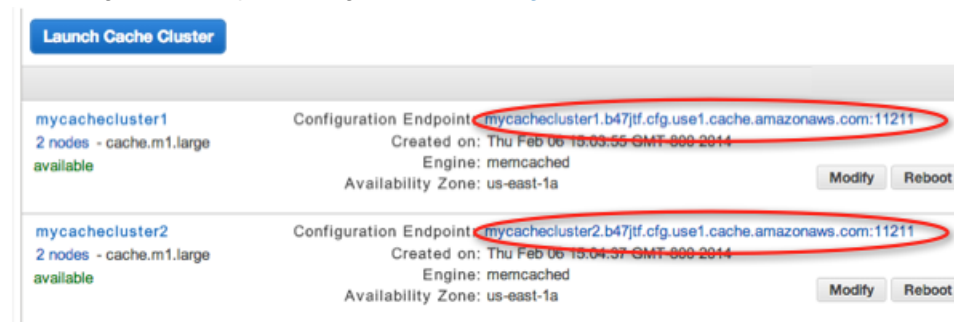 Launch Cache Cluster
mycachecluster1 Configuration Endpoint: mycachecluster1.b47jtf.cfg.use1.cache.amazonaws.com:11211
2 nodes - cache.m1.large Created on: Thu Feb 06 15:03:55 GMT-800 2014
available Engine: memcached
Availability Zone: us-east-1a Modify Reboot
mycachecluster2 Configuration Endpoint: mycachecluster2.b47jtf.cfg.use1.cache.amazonaws.com:11211
2 nodes - cache.m1.large Created on: Thu Feb 06 15:04:37 GMT-800 2014
available Engine: memcached
Availability Zone: us-east-1a Modify Reboot